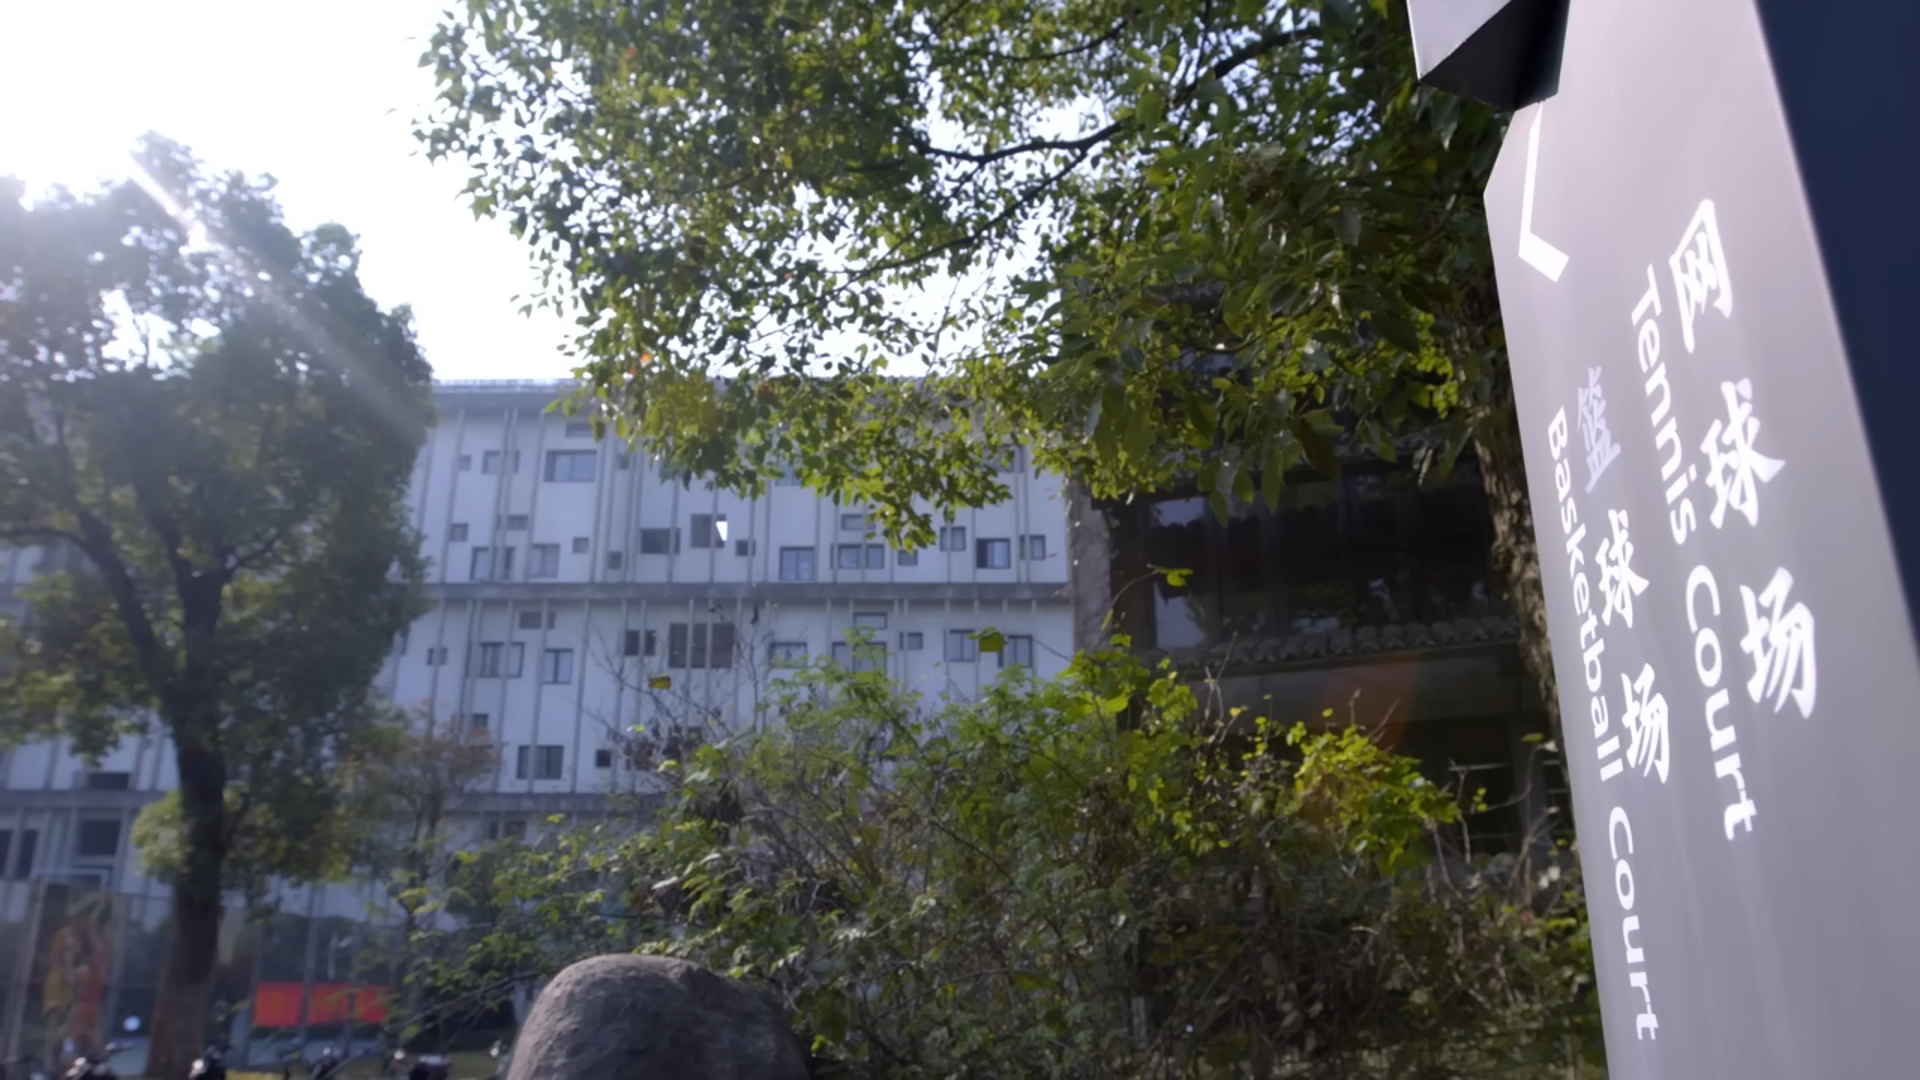 网球场
Tennis Court
篮球场
Basketball Court